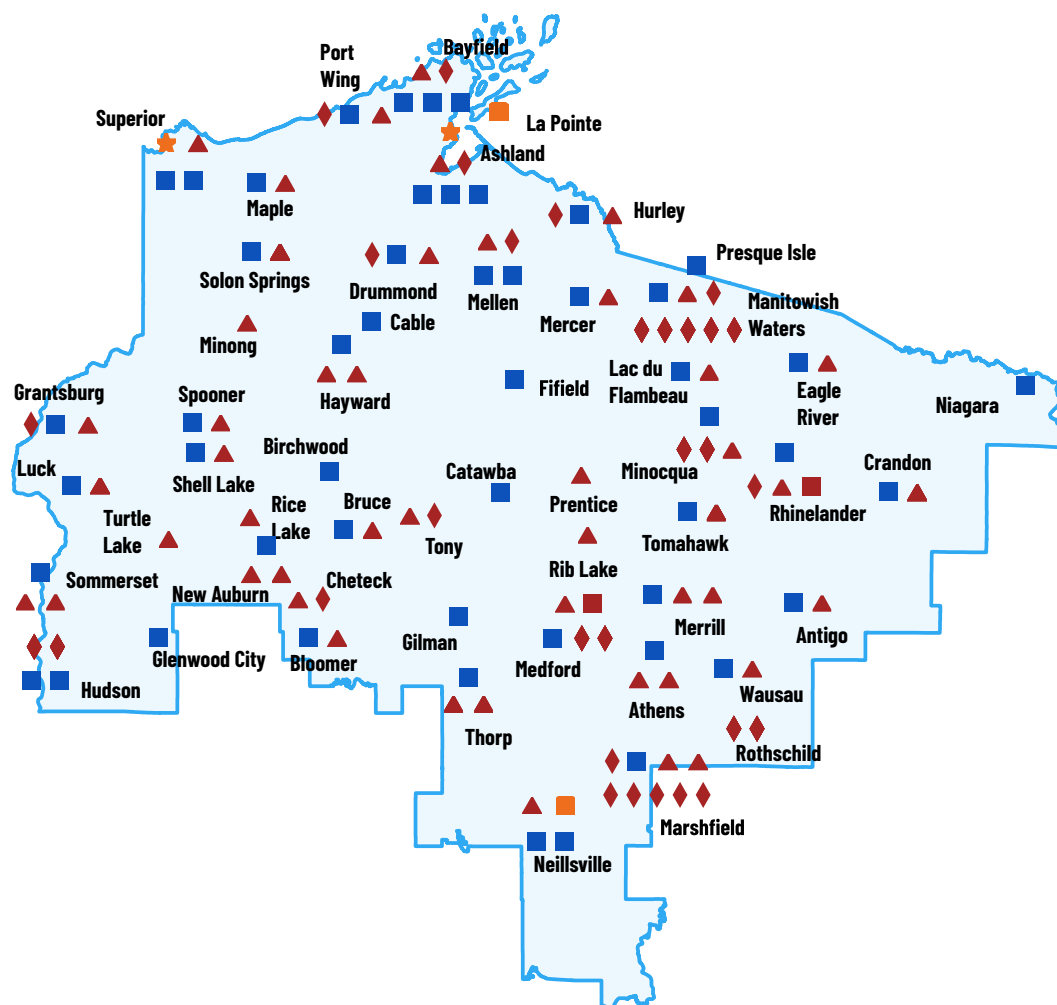 Port
Wing
Bayfield
Superior
La Pointe
Ashland
Maple
Hurley
Solon Springs
Drummond
Mellen
Presque Isle
Mercer
Manitowish
Waters
Minong
Cable
Hayward
Fifield
Lac du
Flambeau
Eagle
River
Niagara
Grantsburg
Spooner
Luck
Shell Lake
Birchwood
Catawba
Minocqua
Crandon
Turtle
Lake
Rice
Lake
Bruce
Tony
Prentice
Rhinelander
Tomahawk
Sommerset
New Auburn
Cheteck
Rib Lake
Glenwood City
Bloomer
Gilman
Medford
Merrill
Antigo
Hudson
Thorp
Athens
Wausau
Rothschild
Marshfield
Neillsville